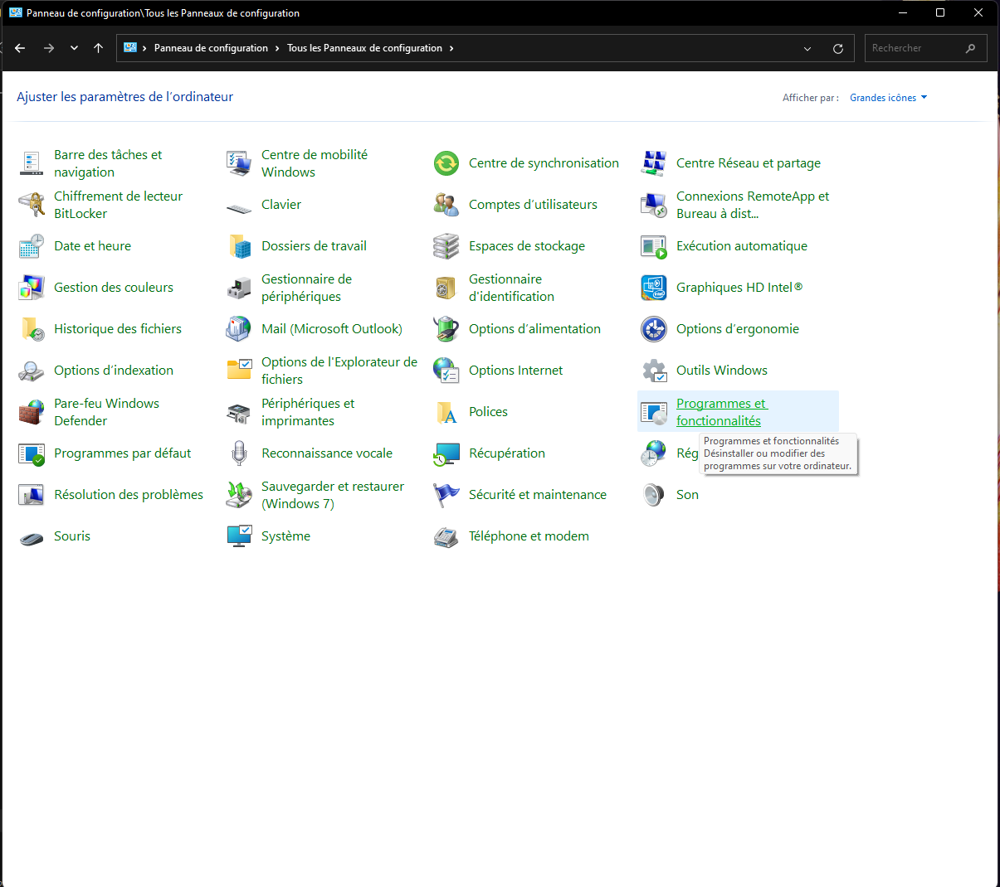 Panneau de configuration\Tous les Panneaux de configuration
Panneau de configuration
Tous les Panneaux de configuration
Rechercher
Ajuster les paramètres de l’ordinateur
Afficher par :
Grandes icônes
Barre des tâches et
navigation
Centre de mobilité
Windows
Centre de synchronisation
Centre Réseau et partage
Chiffrement de lecteur
BitLocker
Clavier
Comptes d’utilisateurs
Connexions RemoteApp et
Bureau à dist...
Date et heure
Dossiers de travail
Espaces de stockage
Exécution automatique
Gestion des couleurs
Gestionnaire de
périphériques
Gestionnaire
d'identification
Graphiques HD Intel®
Historique des fichiers
Mail (Microsoft Outlook)
Options d’alimentation
Options d’ergonomie
Options d’indexation
Options de l'Explorateur de
fichiers
Options Internet
Outils Windows
Pare-feu Windows
Defender
Périphériques et
imprimantes
Polices
Programmes et
fonctionnalités
Programmes par défaut
Reconnaissance vocale
Récupération
Rég
Programmes et fonctionnalités
Désinstaller ou modifier des
programmes sur votre ordinateur.
Résolution des problèmes
Sauvegarder et restaurer
(Windows 7)
Sécurité et maintenance
Son
Souris
Système
Téléphone et modem